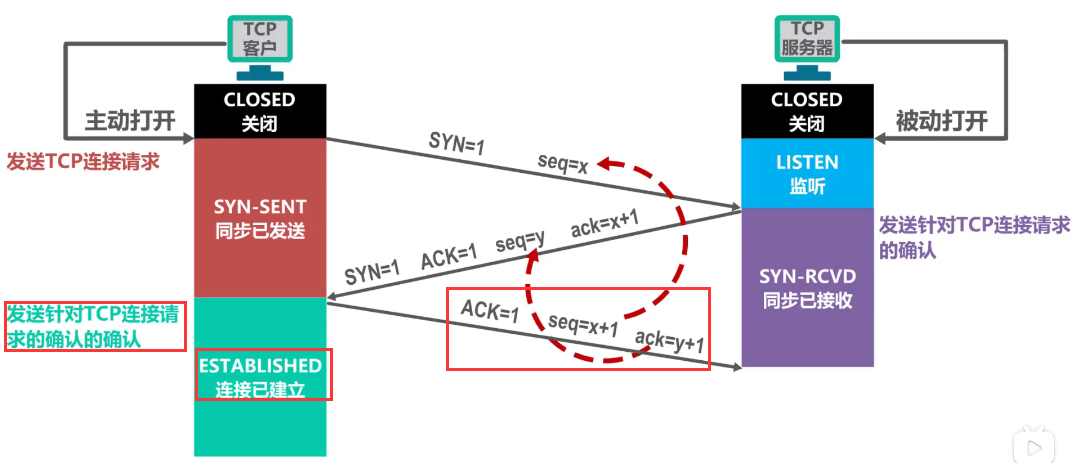 TCP
客户
TCP
服务器
CLOSED
关闭
CLOSED
关闭
主动打开
被动打开
发送TCP连接请求
SYN=1
seq=x
LISTEN
监听
SYN-SENT
同步已发送
SYN=1
ACK=1
seq=y
ack=x+1
发送针对TCP连接请求
的确认
SYN-RCVD
同步已接收
发送针对TCP连接请
求的确认的确认
ACK=1
seq=x+1
ack=y+1
ESTABLISHED
连接已建立